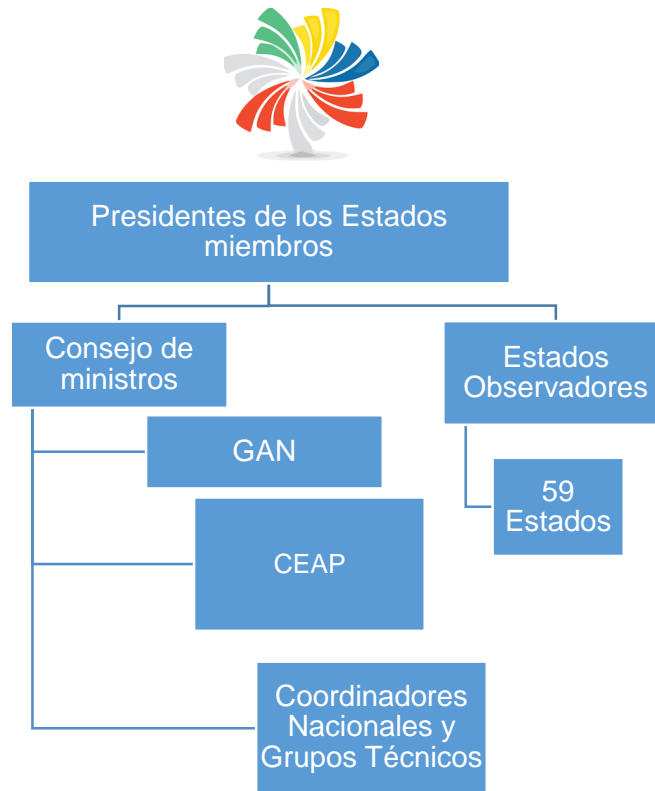 Presidentes de los Estados
miembros
Consejo de
ministros
Estados
Observadores
GAN
59
Estados
CEAP
Coordinadores
Nacionales y
Grupos Técnicos